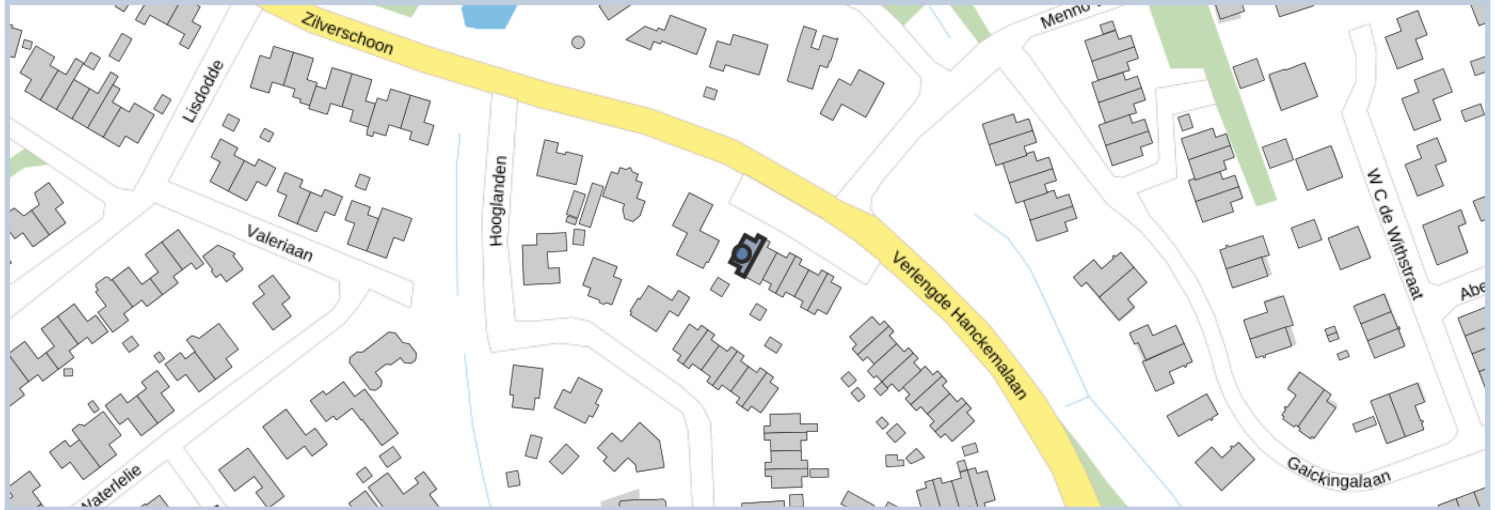 Zilverschoon
Menno
Lisdodde
Hooglanden
W C de Withstraat
Valeriaan
Verlengde Hanckemalaan
Abe
Gaickingalaan
Waterlelie